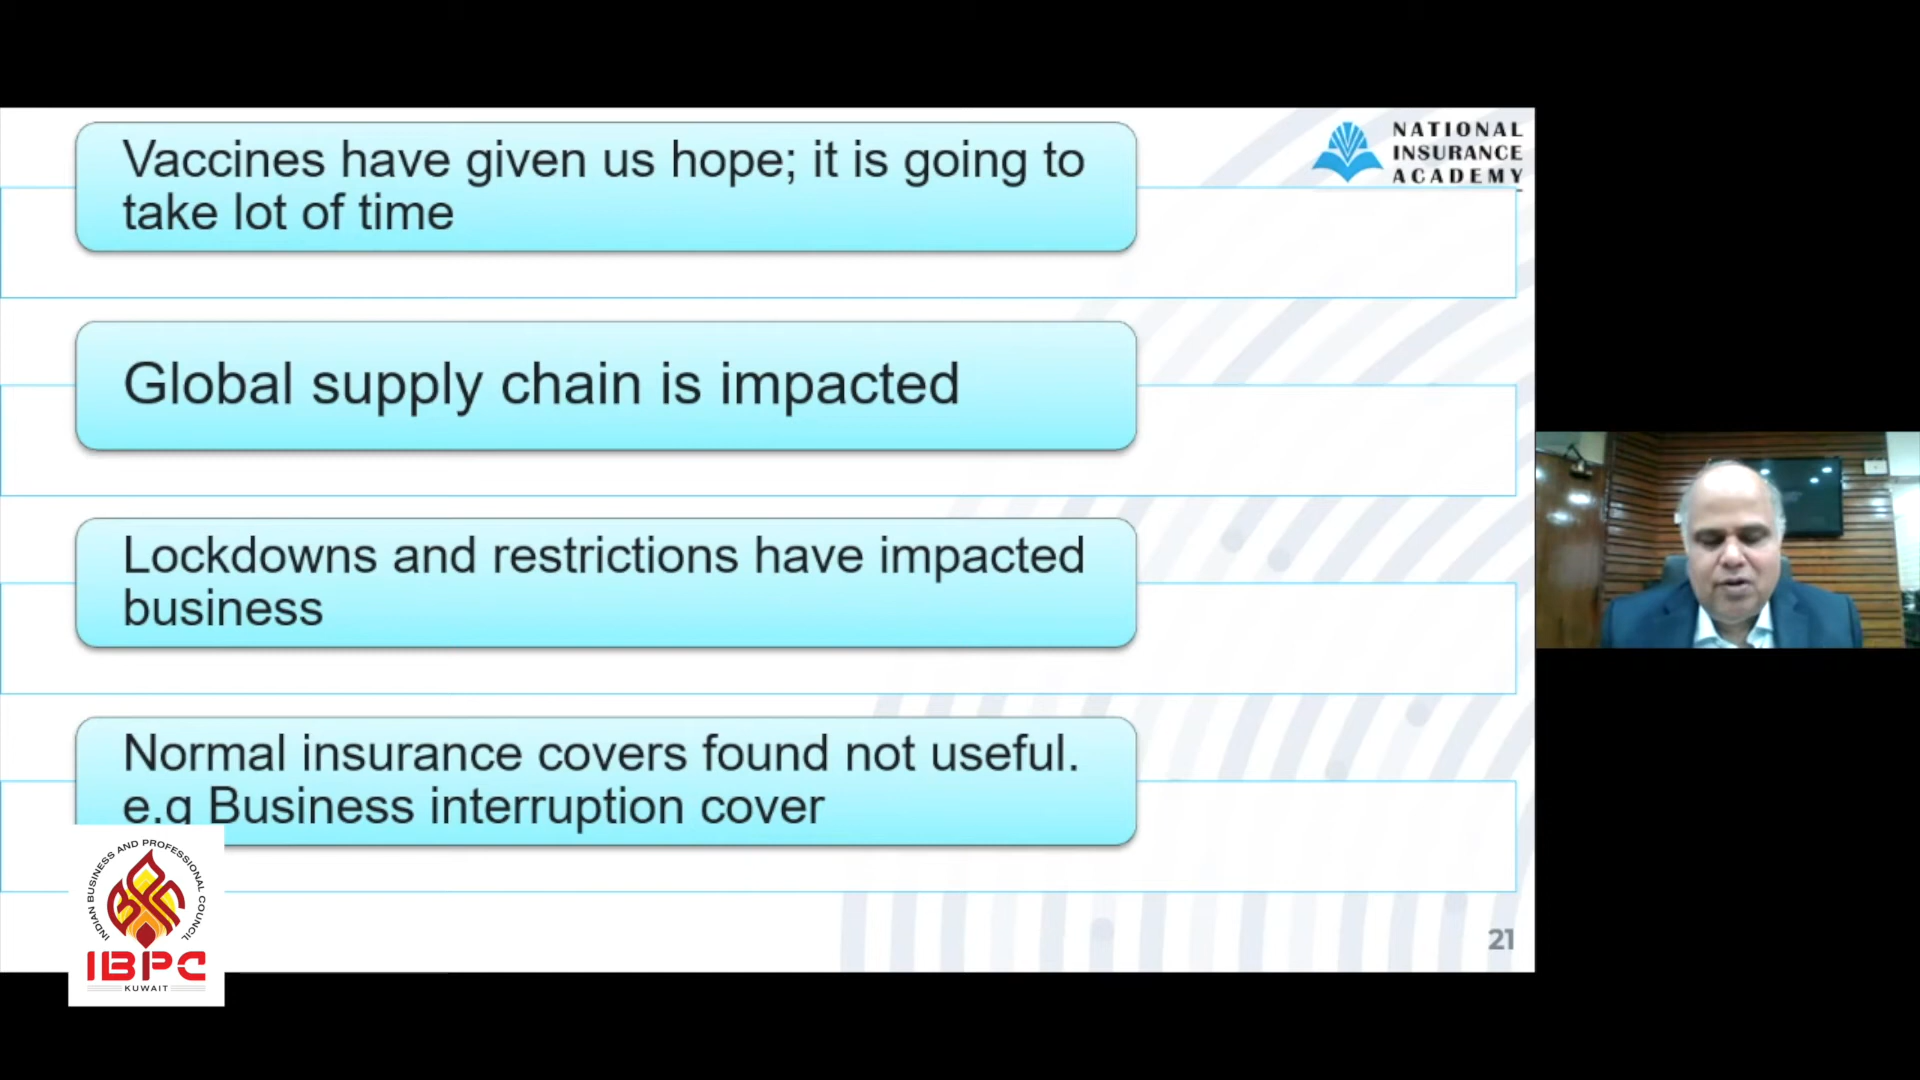 Vaccines have given us hope; it is going to
take lot of time
NATIONAL
INSURANCE
ACADEMY
Global supply chain is impacted
Lockdowns and restrictions have impacted
business
Normal insurance covers found not useful.
e.g Business interruption cover
INDIAN BUSINESS AND PROFESSIONAL COUNCIL
IBPC
KUWAIT
21